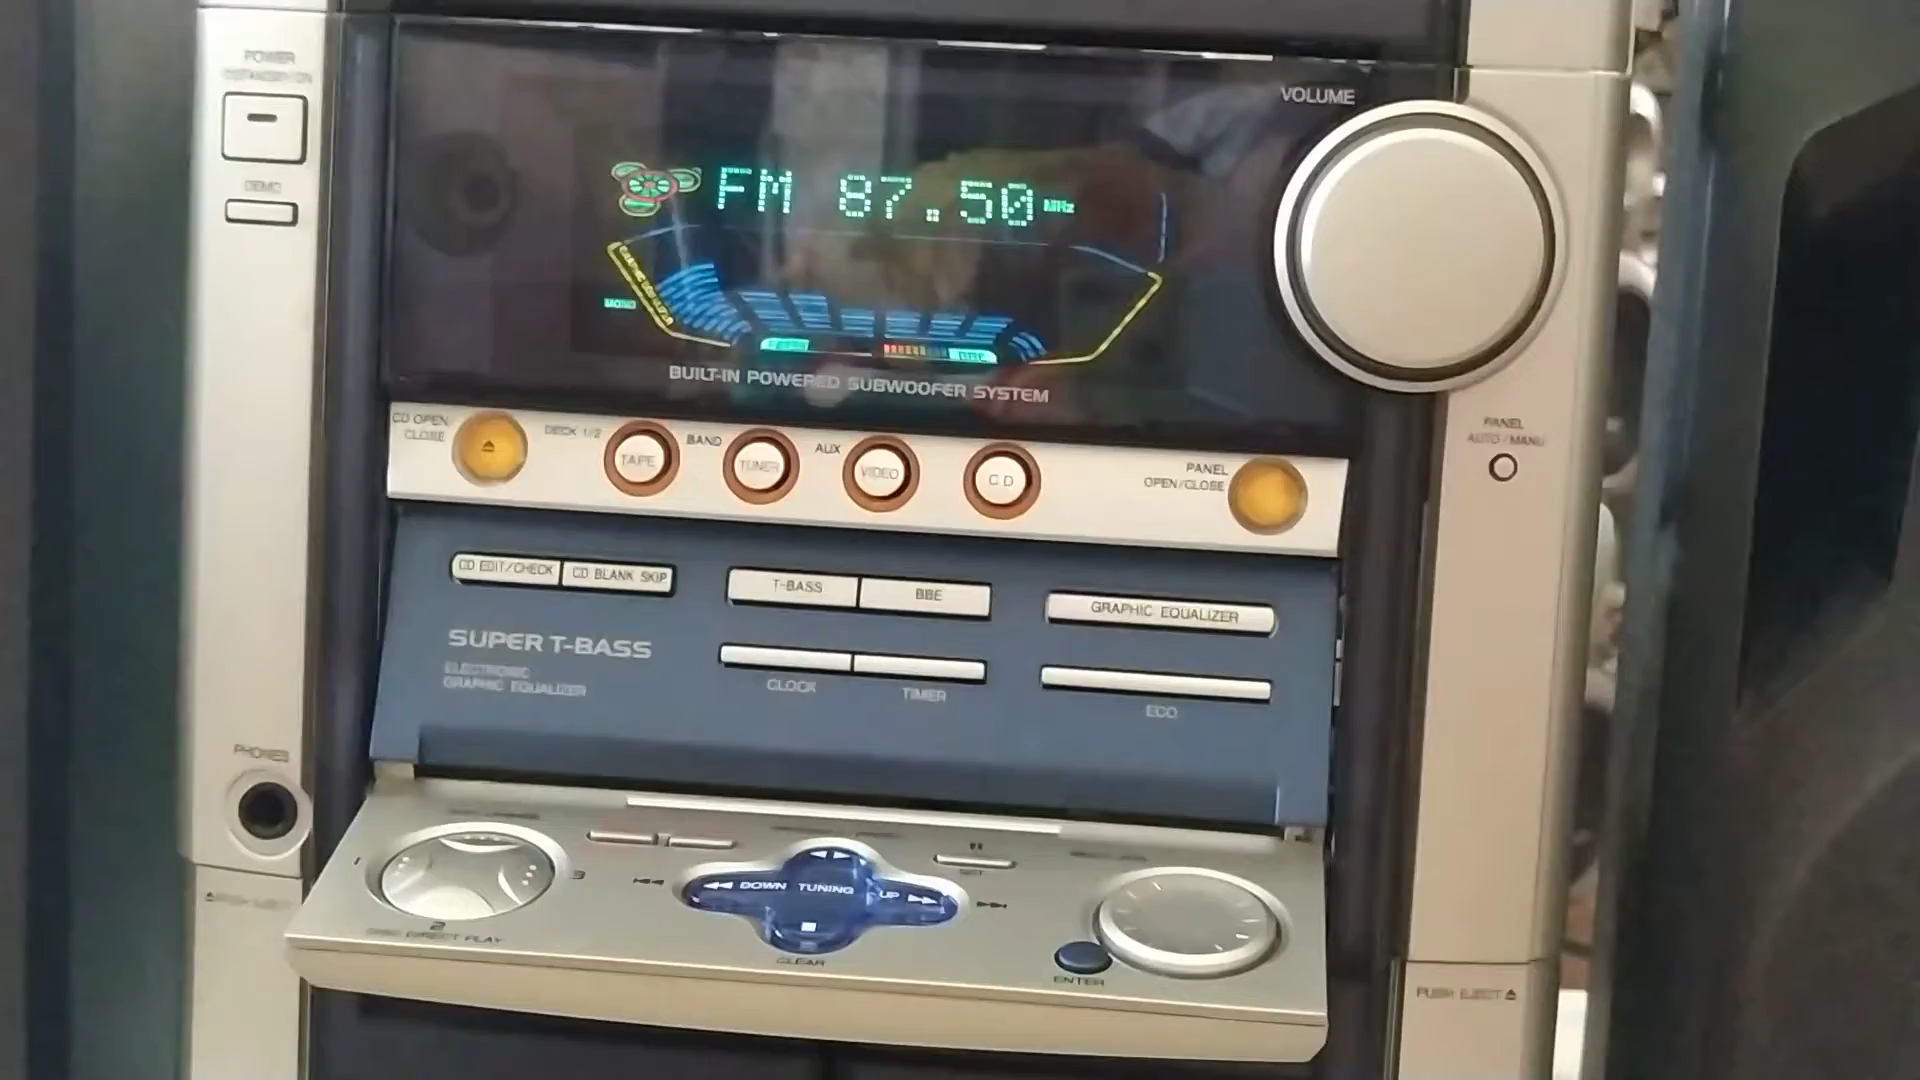 POWER
STANDBY/ON
VOLUME
DEMO
FM 87.50 MHz
MONO
BBE
BUILT-IN POWERED SUBWOOFER SYSTEM
CD OPEN
CLOSE
DECK 1/2
TAPE
BAND
TUNER
AUX
VIDEO
CD
PANEL
OPEN/CLOSE
PANEL
AUTO/MANU
CD EDIT/CHECK
CD BLANK SKIP
T-BASS
BBE
GRAPHIC EQUALIZER
SUPER T-BASS
ELECTRONIC
GRAPHIC EQUALIZER
CLOCK
TIMER
ECO
PHONES
1
3
2
DISC DIRECT PLAY
DOWN TUNING UP
SET
CLEAR
ENTER
PUSH EJECT
PUSH EJECT